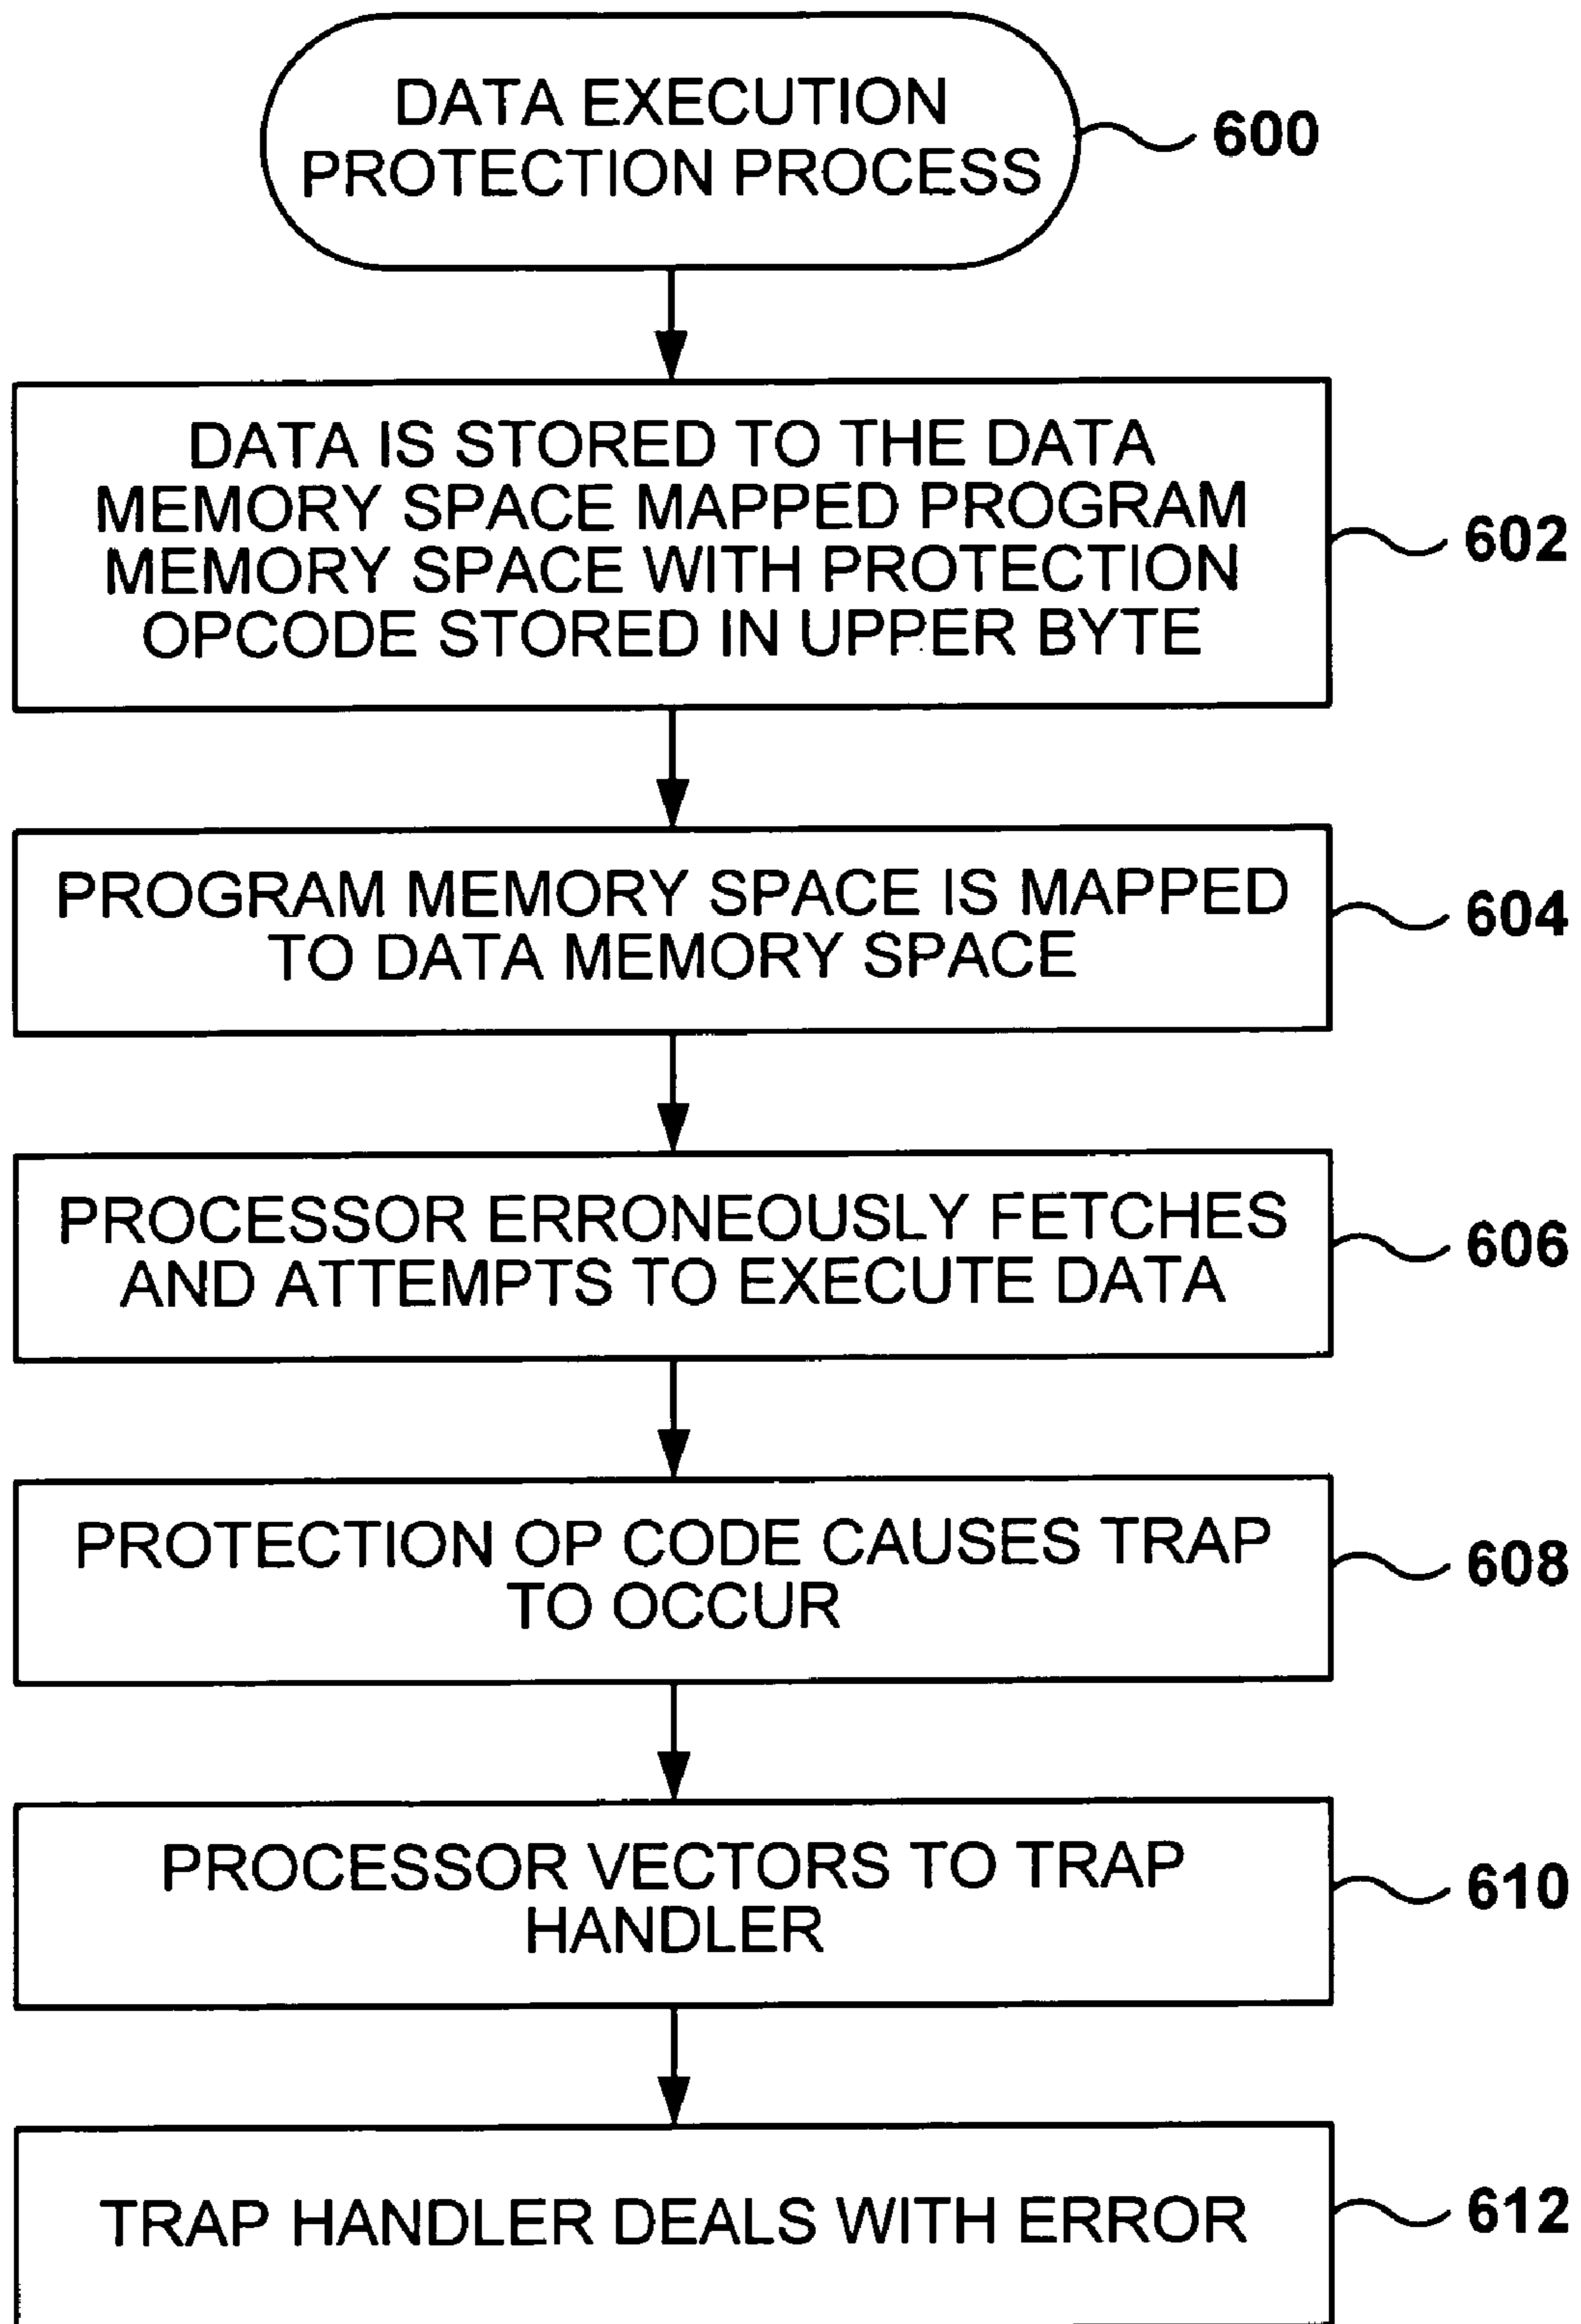 DATA EXECUTION
PROTECTION PROCESS
600
DATA IS STORED TO THE DATA
MEMORY SPACE MAPPED PROGRAM
MEMORY SPACE WITH PROTECTION
OPCODE STORED IN UPPER BYTE
602
PROGRAM MEMORY SPACE IS MAPPED
TO DATA MEMORY SPACE
604
PROCESSOR ERRONEOUSLY FETCHES
AND ATTEMPTS TO EXECUTE DATA
606
PROTECTION OP CODE CAUSES TRAP
TO OCCUR
608
PROCESSOR VECTORS TO TRAP
HANDLER
610
TRAP HANDLER DEALS WITH ERROR
612